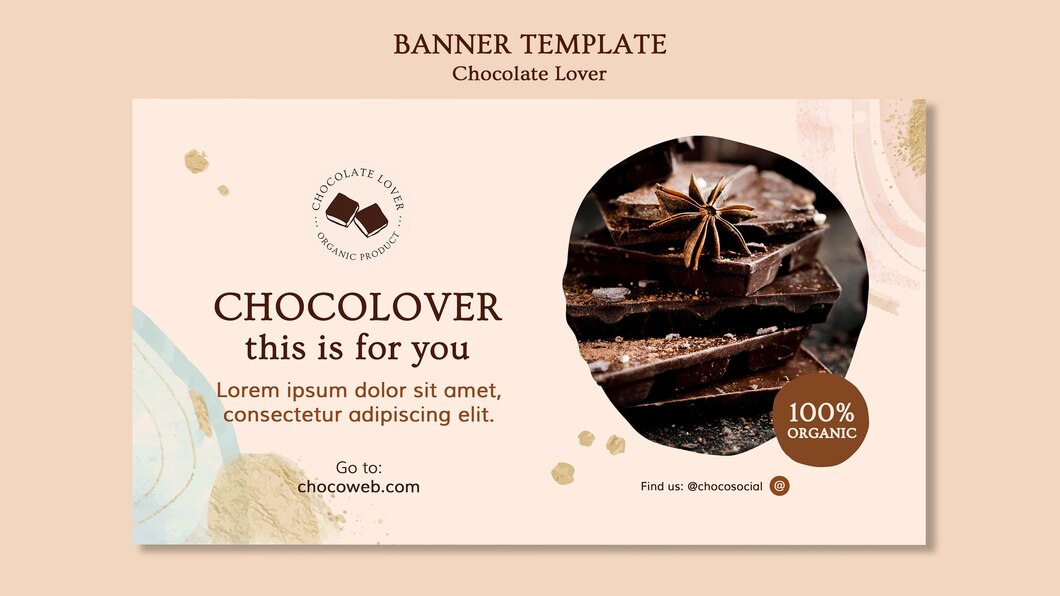 BANNER TEMPLATE
Chocolate Lover
CHOCOLATE LOVER
ORGANIC PRODUCT
CHOCOLOVER
this is for you
Lorem ipsum dolor sit amet,
consectetur adipiscing elit.
Go to:
chocoweb.com
100%
ORGANIC
Find us: @chocosocial @